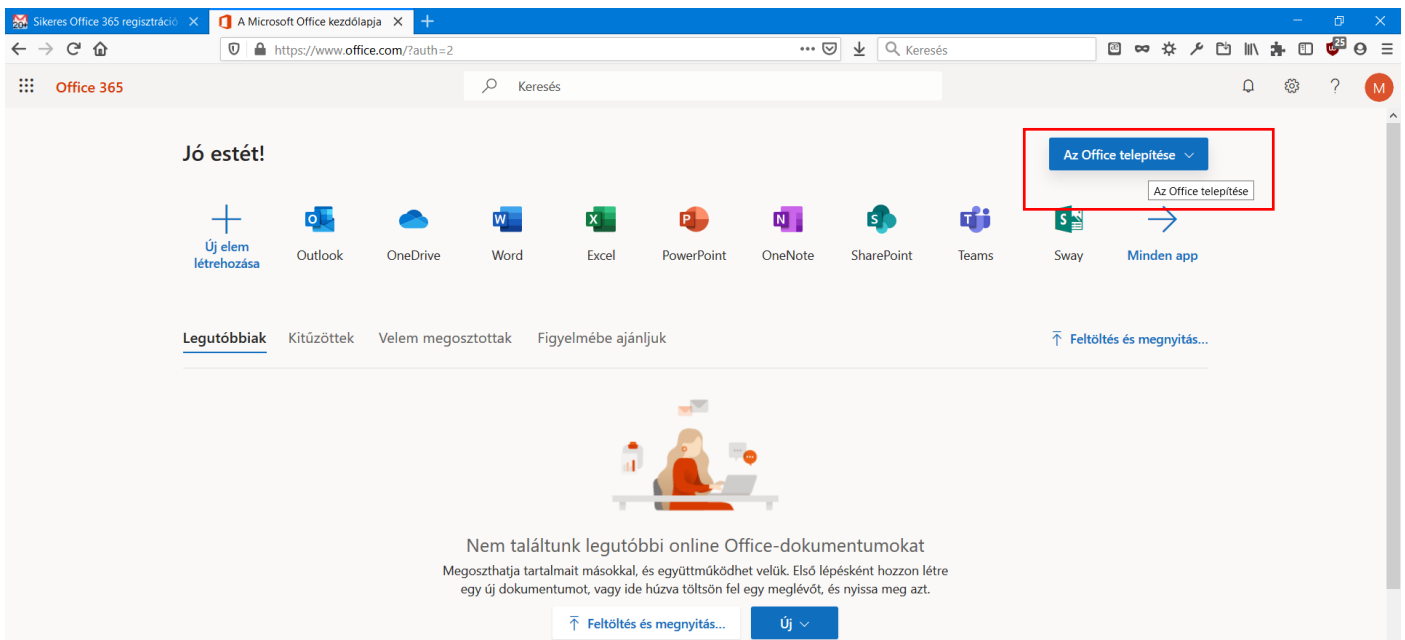 20+
Sikeres Office 365 regisztráció
A Microsoft Office kezdőlapja
https://www.office.com/?auth=2
Keresés
25
Office 365
Keresés
?
M
Jó estét!
Az Office telepítése
Az Office telepítése
Új elem
létrehozása
Outlook
OneDrive
Word
Excel
PowerPoint
OneNote
SharePoint
Teams
Sway
Minden app
Legutóbbiak
Kitűzöttek
Velem megosztottak
Figyelmébe ajánljuk
Feltöltés és megnyitás...
Nem találtunk legutóbbi online Office-dokumentumokat
Megoszthatja tartalmait másokkal, és együttműködhet velük. Első lépésként hozzon létre
egy új dokumentumot, vagy ide húzva töltsön fel egy meglévőt, és nyissa meg azt.
Feltöltés és megnyitás...
Új